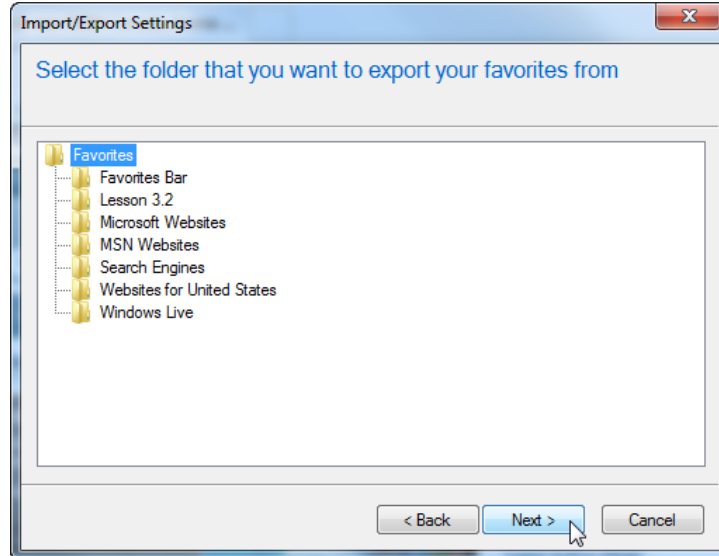 Import/Export Settings
Select the folder that you want to export your favorites from
Favorites
Favorites Bar
Lesson 3.2
Microsoft Websites
MSN Websites
Search Engines
Websites for United States
Windows Live
< Back Next > Cancel